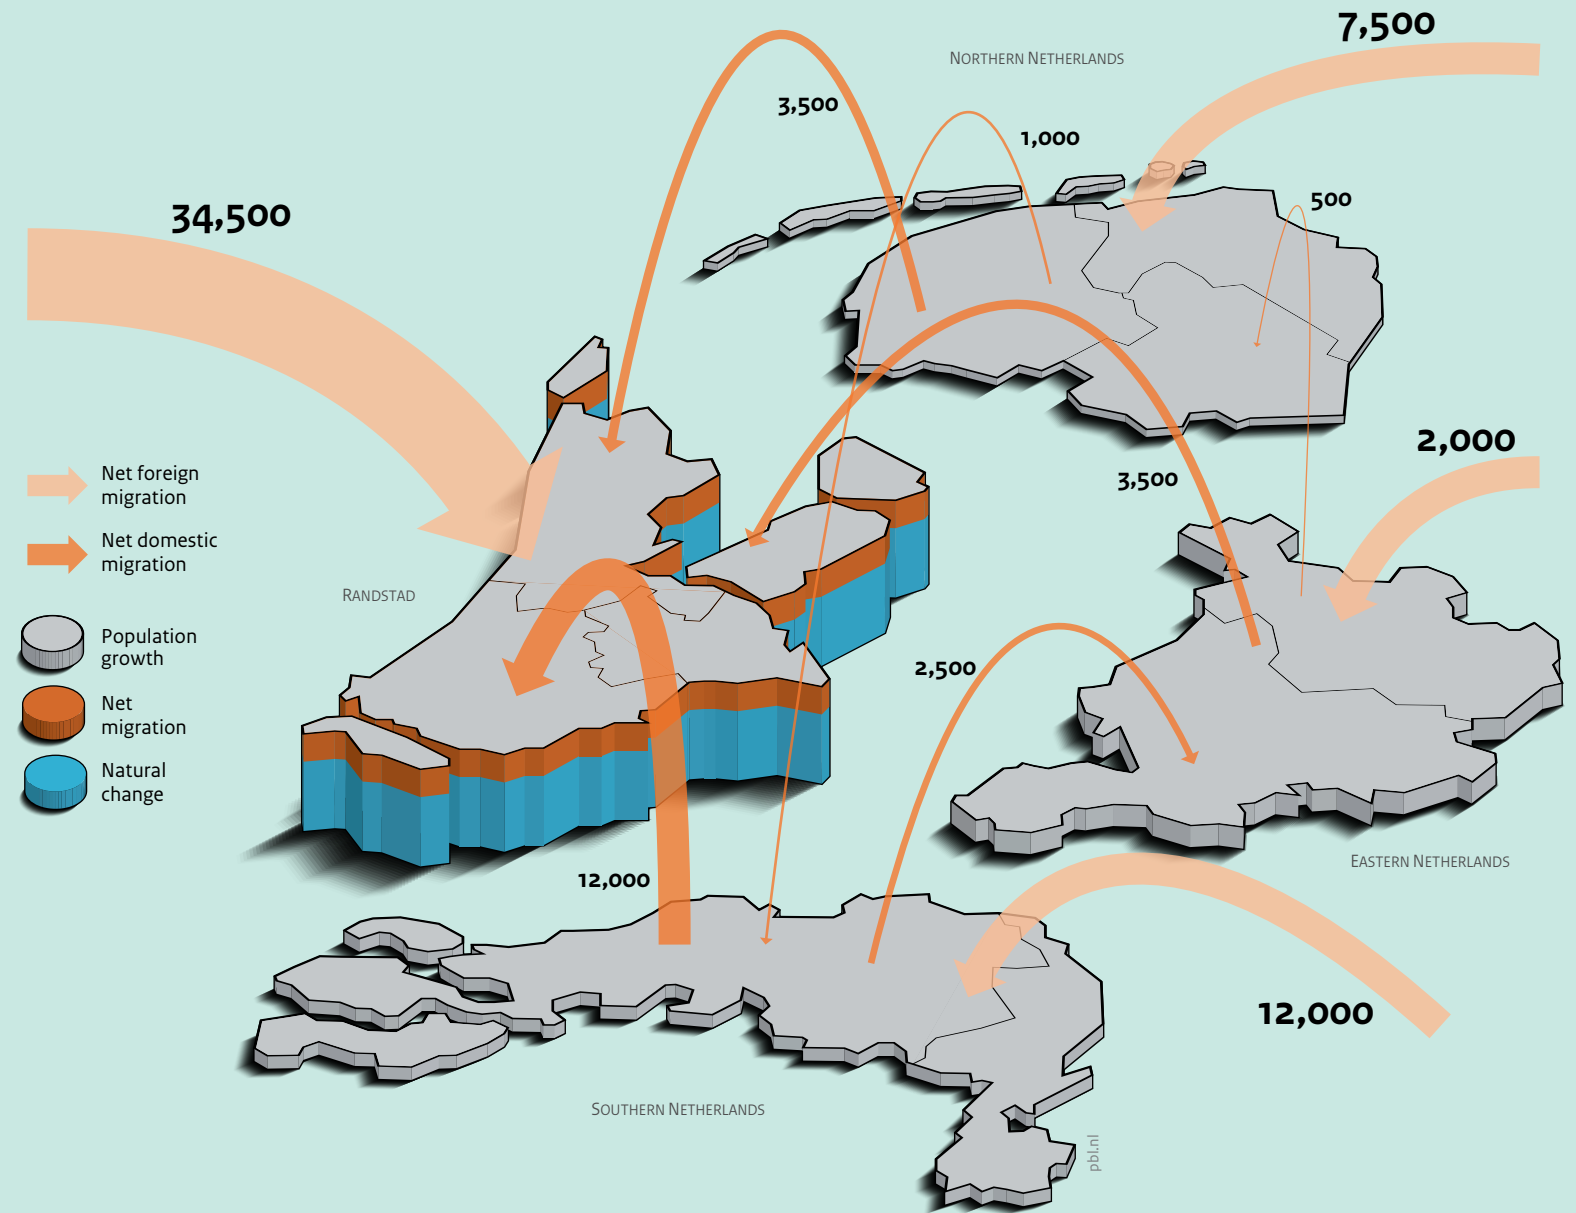 7,500
NORTHERN NETHERLANDS
3,500
1,000
500
34,500
2,000
3,500
Net foreign
migration
Net domestic
migration
RANDSTAD
Population
growth
Net
migration
Natural
change
2,500
12,000
EASTERN NETHERLANDS
12,000
SOUTHERN NETHERLANDS
pbl.nl